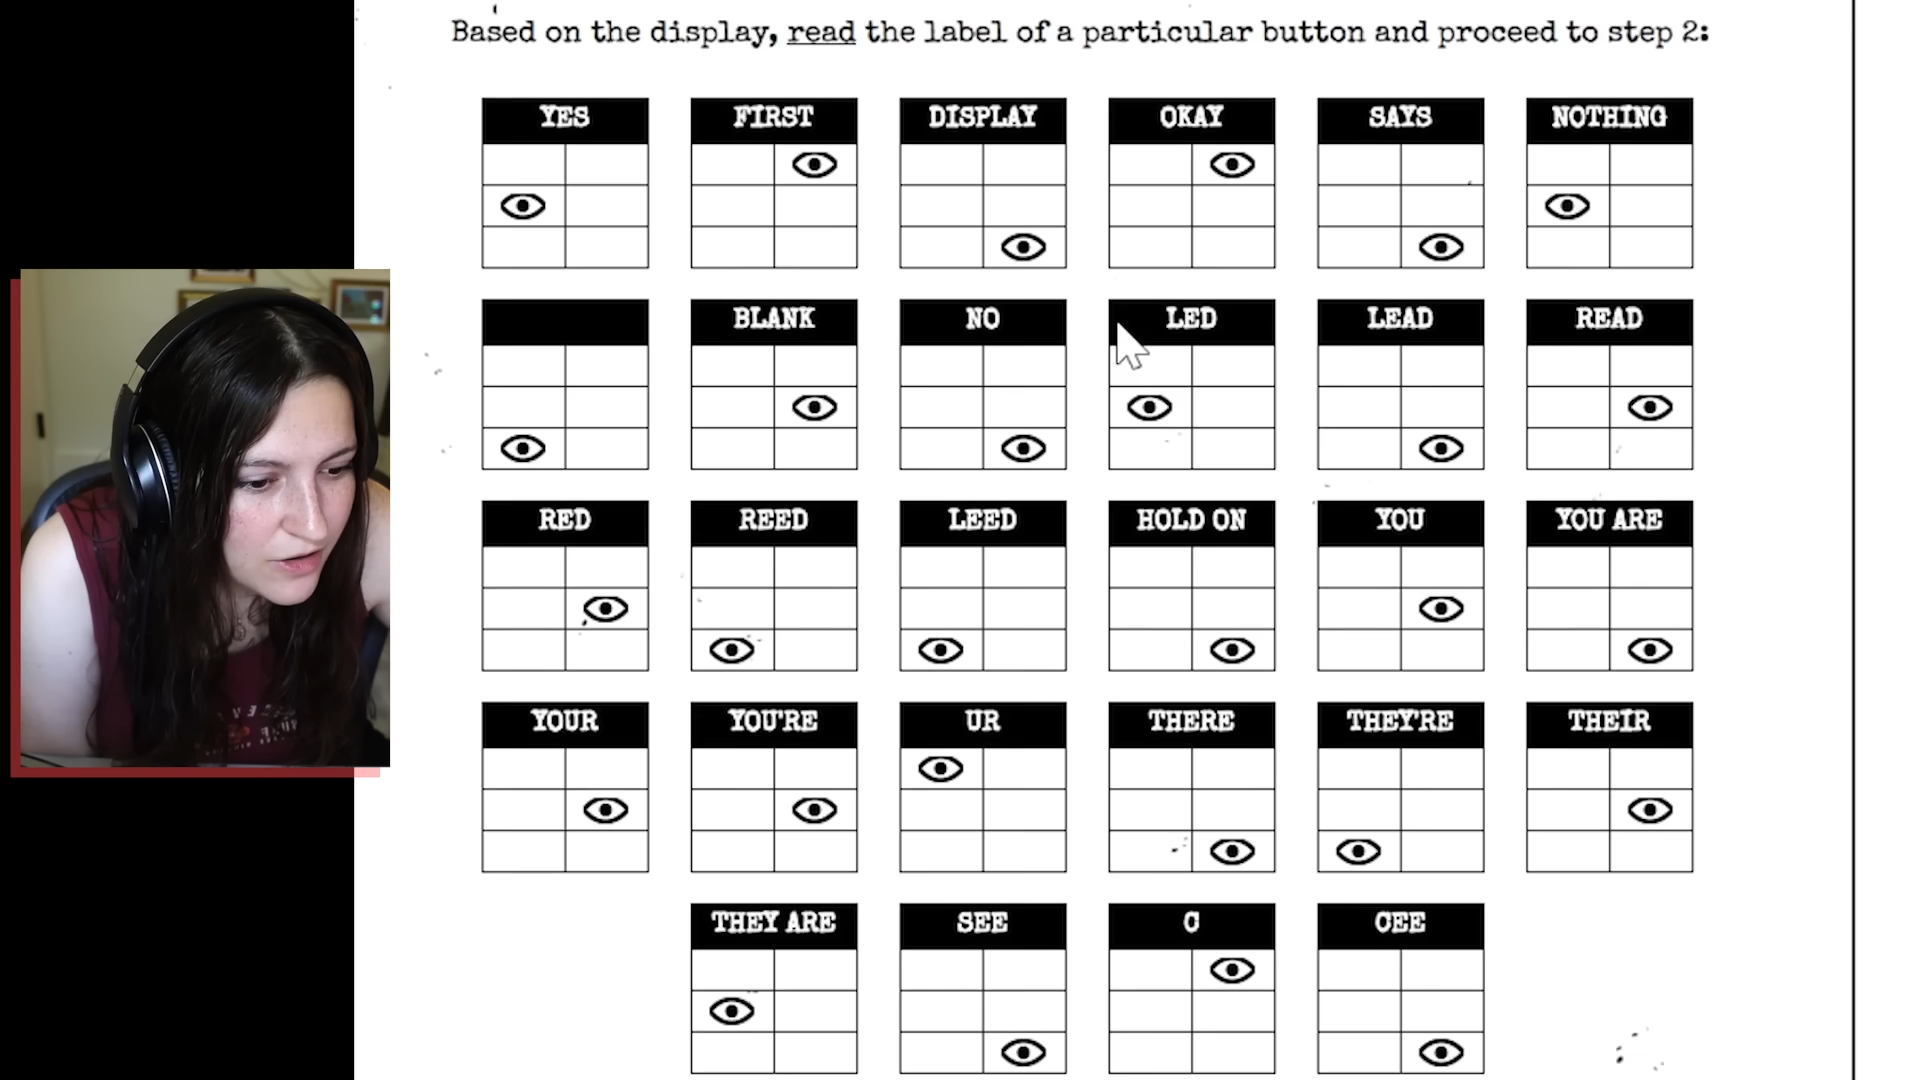 Based on the display, read the label of a particular button and proceed to step 2:
YES FIRST DISPLAY OKAY SAYS NOTHING
BLANK NO LED LEAD READ
RED REED LEED HOLD ON YOU YOU ARE
YOUR YOU'RE UR THERE THEY'RE THEIR
THEY ARE SEE C CEE